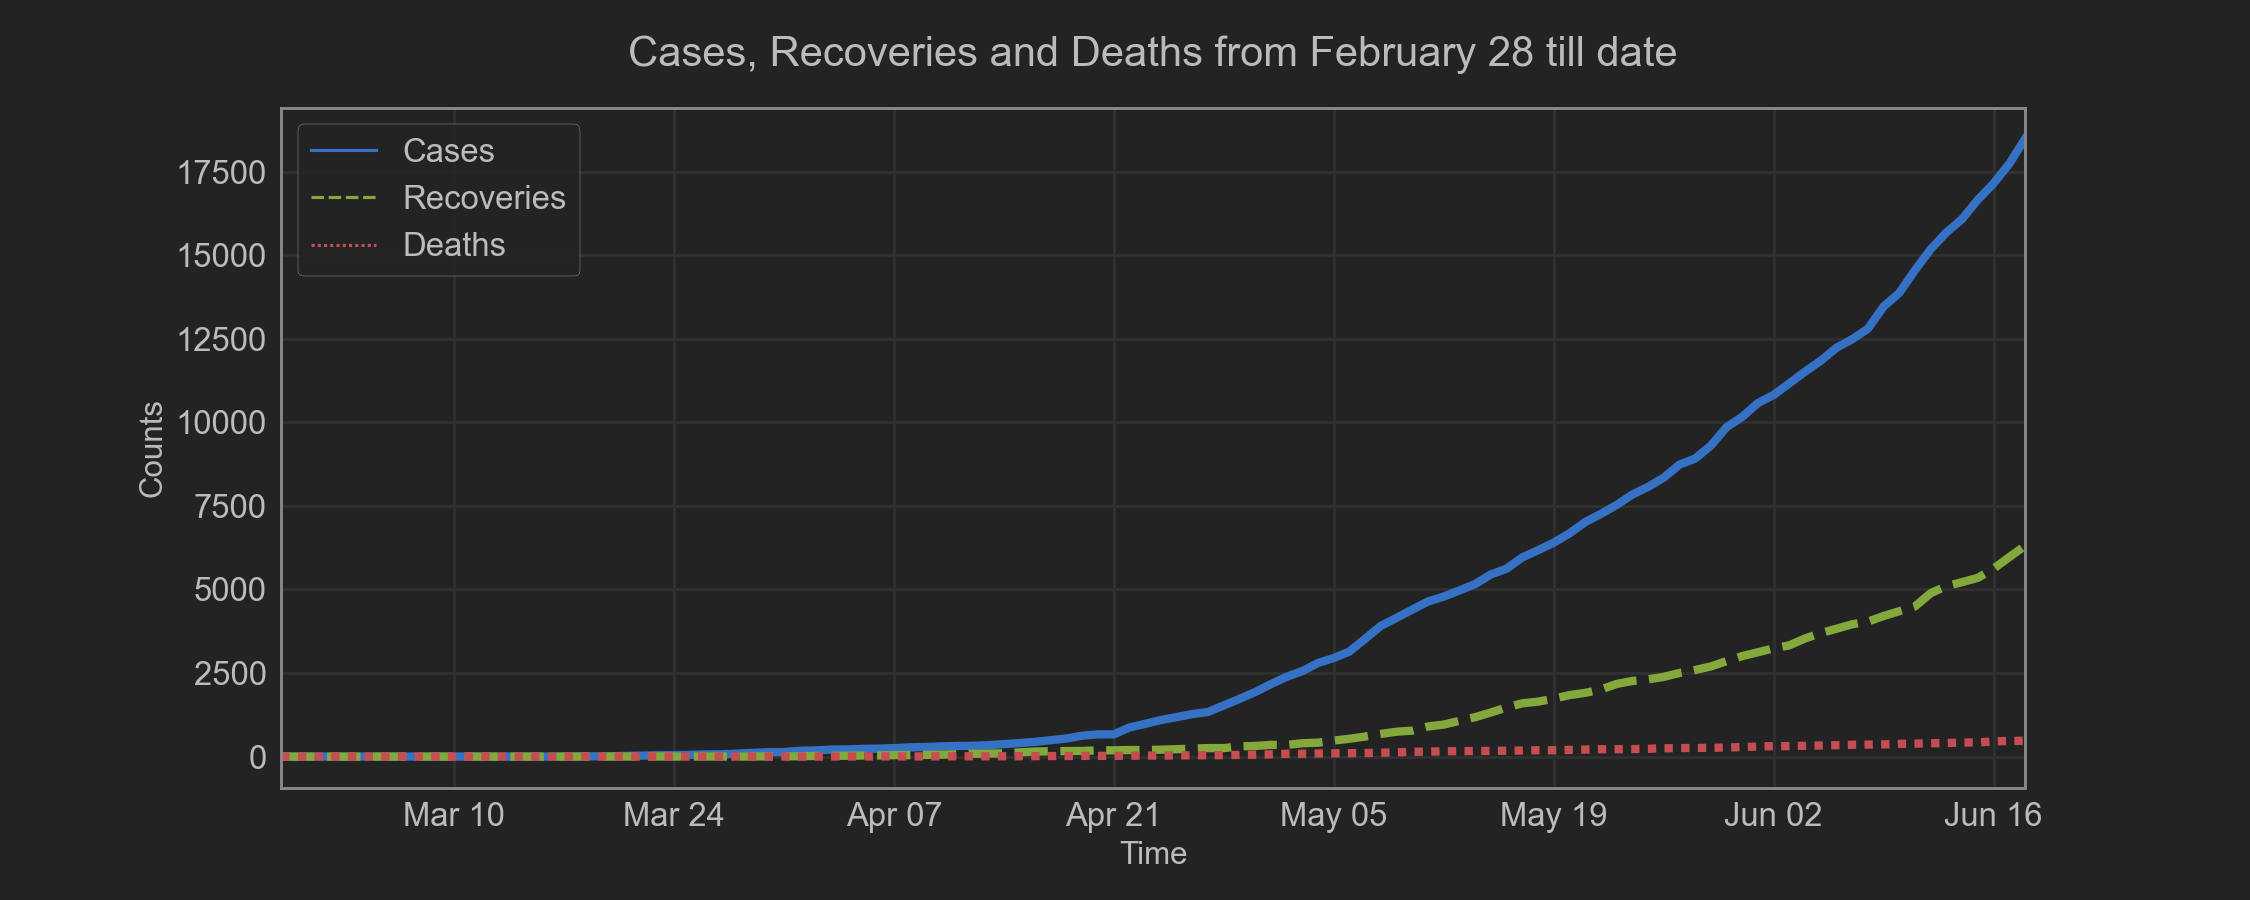 Cases, Recoveries and Deaths from February 28 till date
Cases
Recoveries
Deaths
17500
15000
12500
10000
7500
5000
2500
0
Counts
Mar 10 Mar 24 Apr 07 Apr 21 May 05 May 19 Jun 02 Jun 16
Time